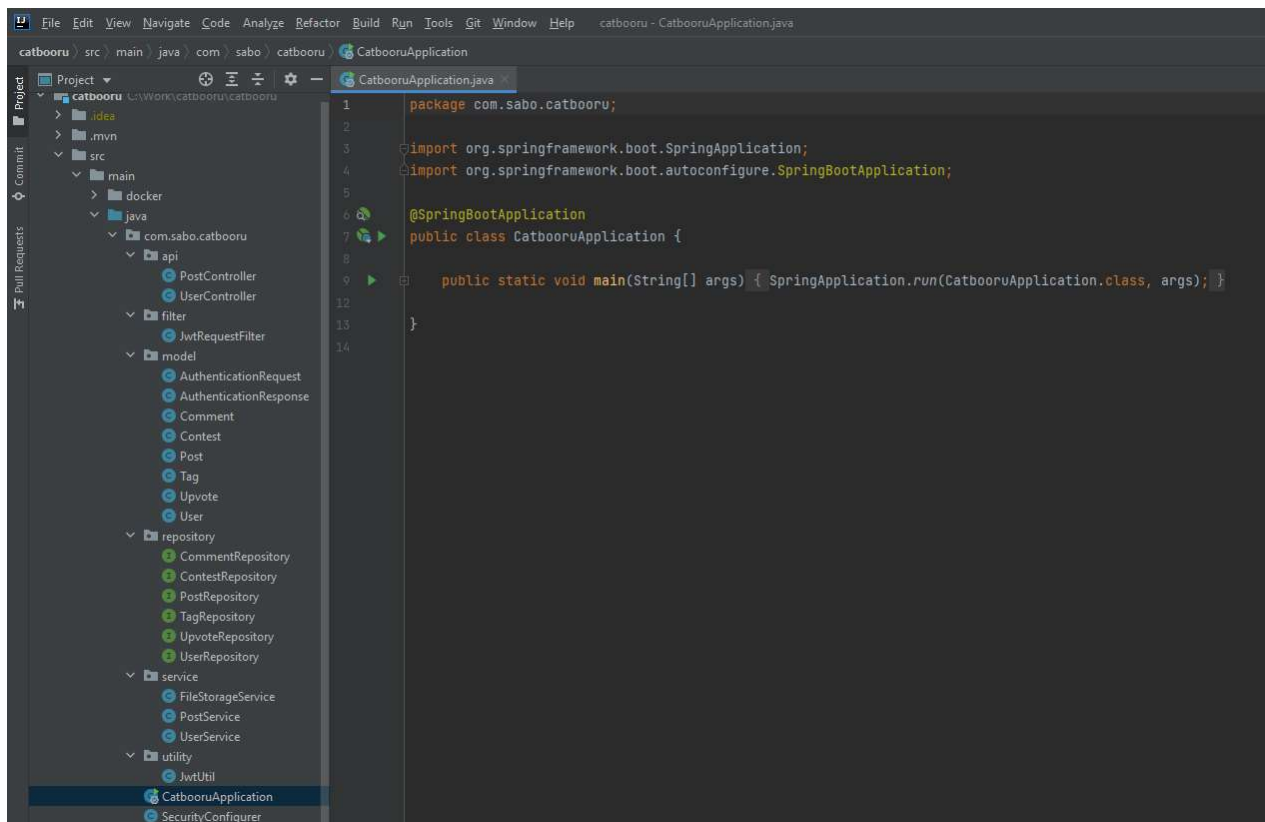 File Edit View Navigate Code Analyze Refactor Build Run Tools Git Window Help catbooru - CatbooruApplication.java
catbooru src main java com sabo catbooru CatbooruApplication
Project
CatbooruApplication.java
Project
Commit
Pull Requests
catbooru C:\Work\catbooru\catbooru
.idea
.mvn
src
main
docker
java
com.sabo.catbooru
api
PostController
UserController
filter
JwtRequestFilter
model
AuthenticationRequest
AuthenticationResponse
Comment
Contest
Post
Tag
Upvote
User
repository
CommentRepository
ContestRepository
PostRepository
TagRepository
UpvoteRepository
UserRepository
service
FileStorageService
PostService
UserService
utility
JwtUtil
CatbooruApplication
SecurityConfigurer
1 package com.sabo.catbooru;
2
3 import org.springframework.boot.SpringApplication;
4 import org.springframework.boot.autoconfigure.SpringBootApplication;
5
6 @SpringBootApplication
7 public class CatbooruApplication {
8
9 public static void main(String[] args) { SpringApplication.run(CatbooruApplication.class, args); }
12
13 }
14